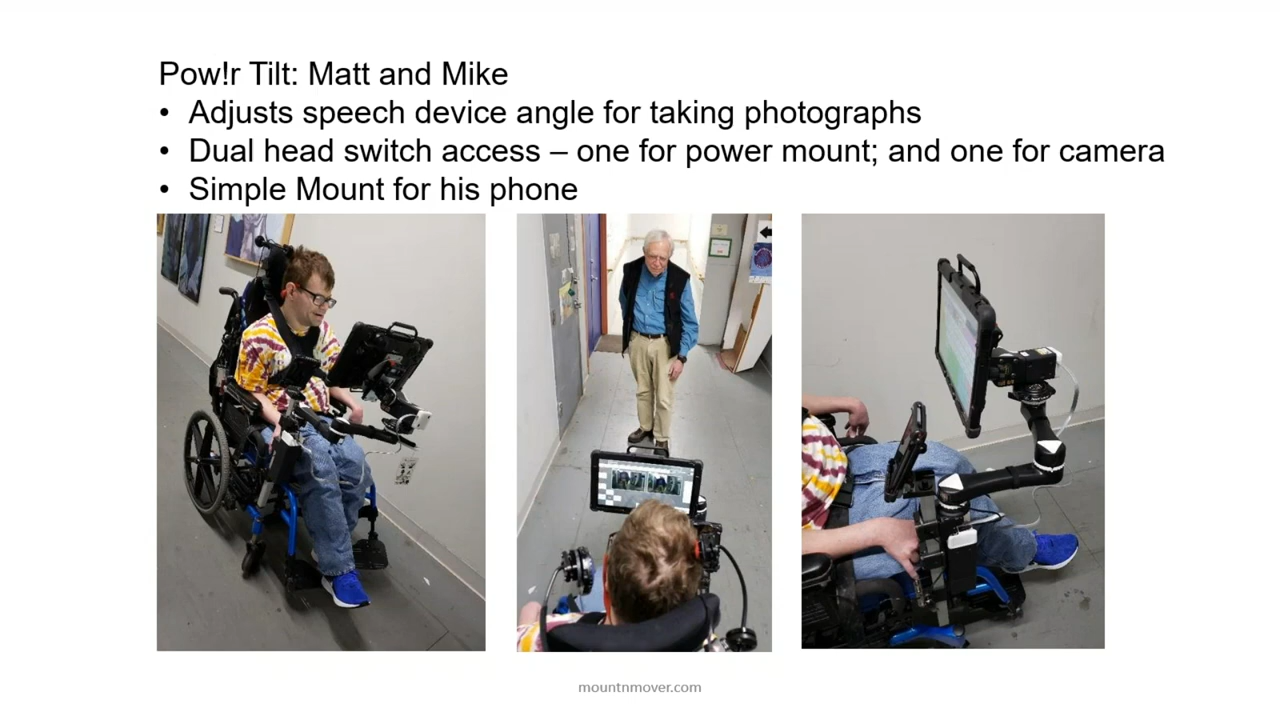 Pow!r Tilt: Matt and Mike
• Adjusts speech device angle for taking photographs
• Dual head switch access – one for power mount; and one for camera
• Simple Mount for his phone
mountnmover.com